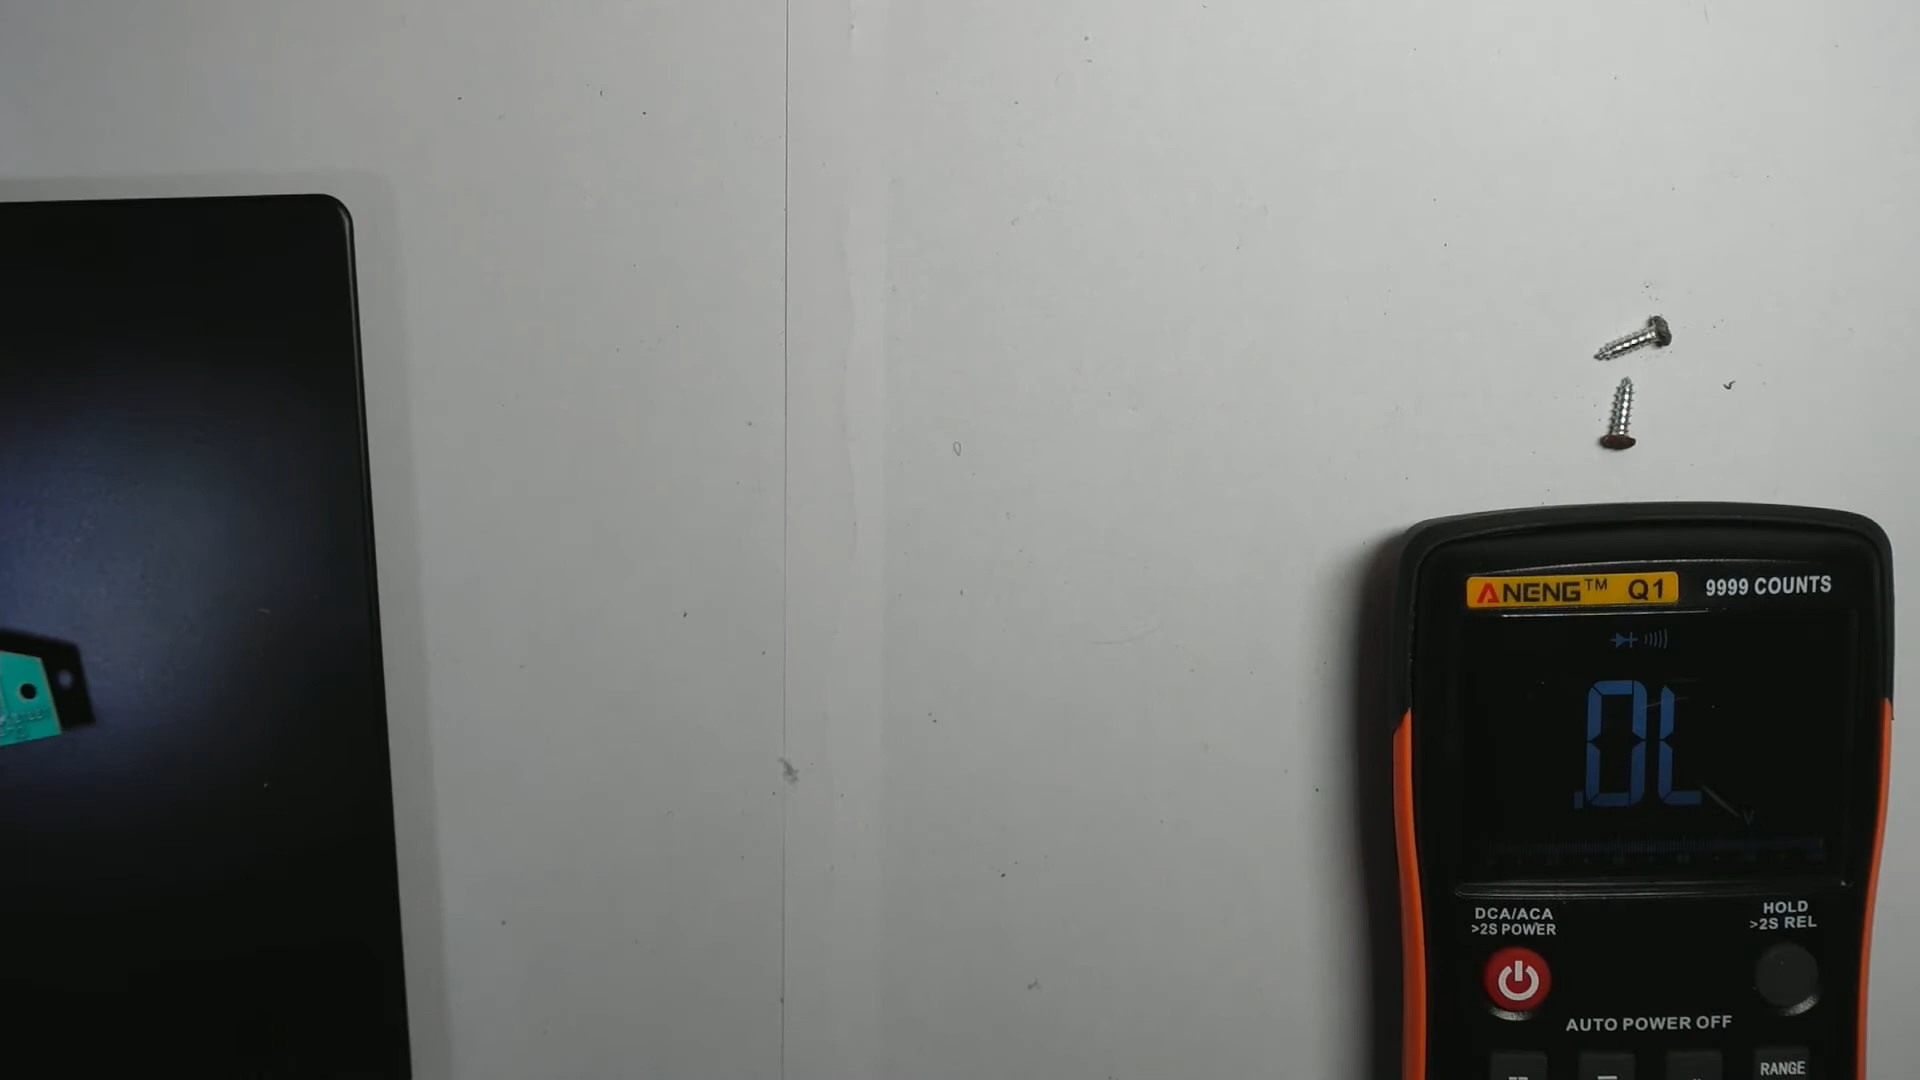 ANENG™ Q1
9999 COUNTS
.OL
V
DCA/ACA
>2S POWER
HOLD
>2S REL
AUTO POWER OFF
RANGE